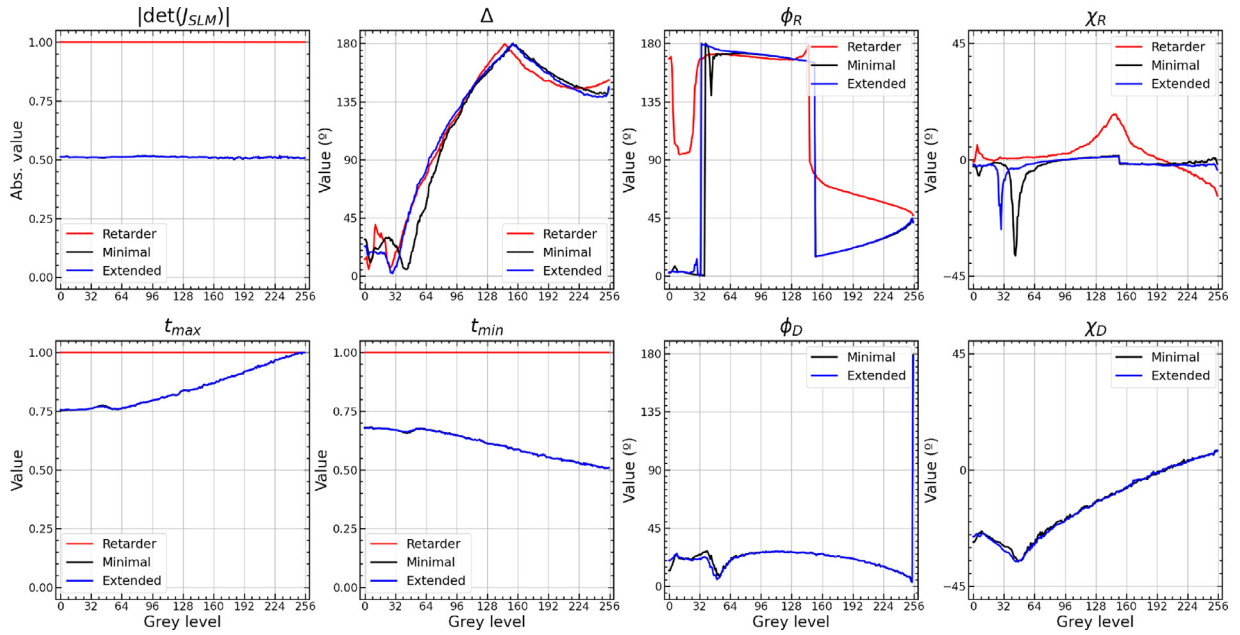 |det(J_SLM)|
Abs. value
1.00
0.75
0.50
0.25
0.00
0 32 64 96 128 160 192 224 256
Retarder
Minimal
Extended
Δ
Value (º)
180
135
90
45
0
0 32 64 96 128 160 192 224 256
Retarder
Minimal
Extended
ϕ_R
Value (º)
180
135
90
45
0
0 32 64 96 128 160 192 224 256
Retarder
Minimal
Extended
χ_R
Value (º)
45
0
−45
0 32 64 96 128 160 192 224 256
Retarder
Minimal
Extended
t_max
Value
1.00
0.75
0.50
0.25
0.00
0 32 64 96 128 160 192 224 256
Grey level
Retarder
Minimal
Extended
t_min
Value
1.00
0.75
0.50
0.25
0.00
0 32 64 96 128 160 192 224 256
Grey level
Retarder
Minimal
Extended
ϕ_D
Value (º)
180
135
90
45
0
0 32 64 96 128 160 192 224 256
Grey level
Minimal
Extended
χ_D
Value (º)
45
0
−45
0 32 64 96 128 160 192 224 256
Grey level
Minimal
Extended